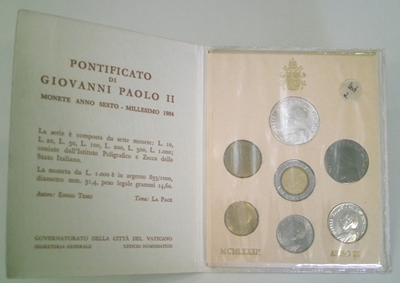 PONTIFICATO
DI
GIOVANNI PAOLO II
MONETE ANNO SESTO - MILLESIMO 1984
La serie è composta da sette monete: L. 10,
L. 20, L. 50, L. 100, L. 200, L. 500, L. 1.000;
coniate dall'Istituto Poligrafico e Zecca dello
Stato Italiano.
La moneta da L. 1.000 è in argento 835/1000,
diametro mm. 31,4, peso legale grammi 14,60.
Autore: Tema: La Pace
GOVERNATORATO DELLA CITTÀ DEL VATICANO
SEGRETERIA GENERALE UFFICIO NUMISMATICO
ANNO